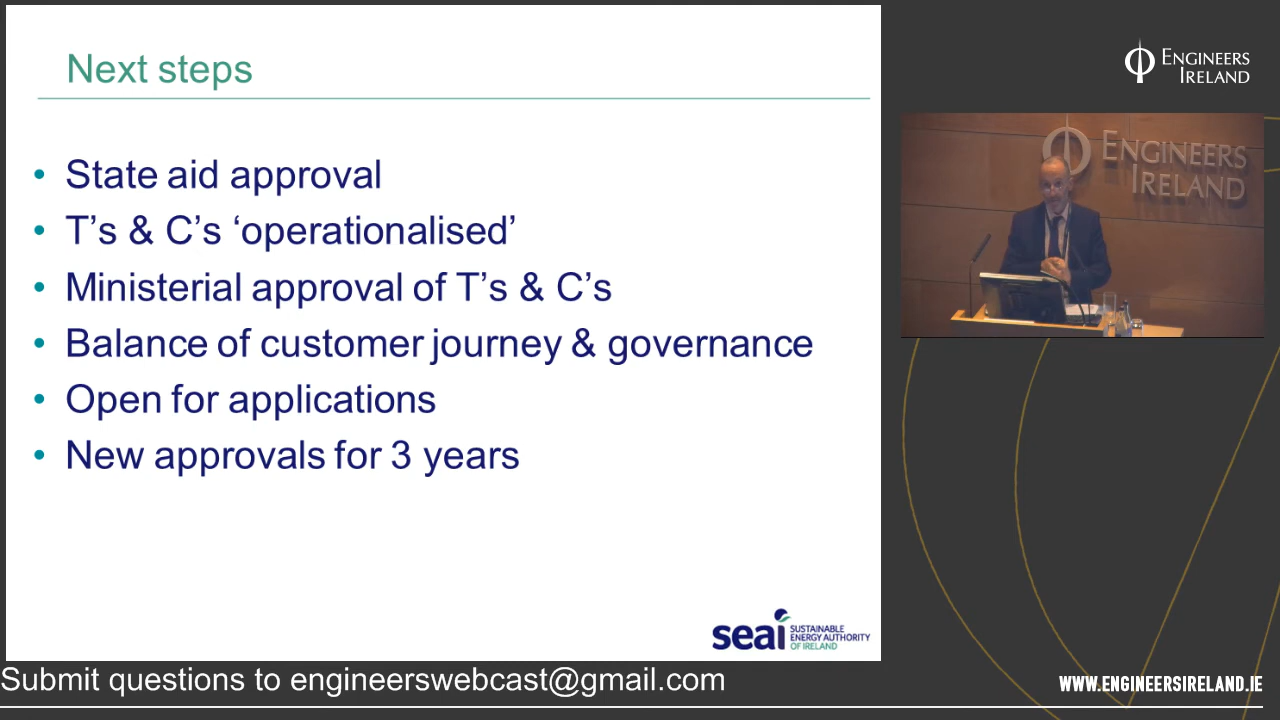 Next steps
• State aid approval
• T’s & C’s ‘operationalised’
• Ministerial approval of T’s & C’s
• Balance of customer journey & governance
• Open for applications
• New approvals for 3 years
seai
SUSTAINABLE
ENERGY AUTHORITY
OF IRELAND
Submit questions to engineerswebcast@gmail.com
ENGINEERS
IRELAND
ENGINEERS
IRELAND
WWW.ENGINEERSIRELAND.IE